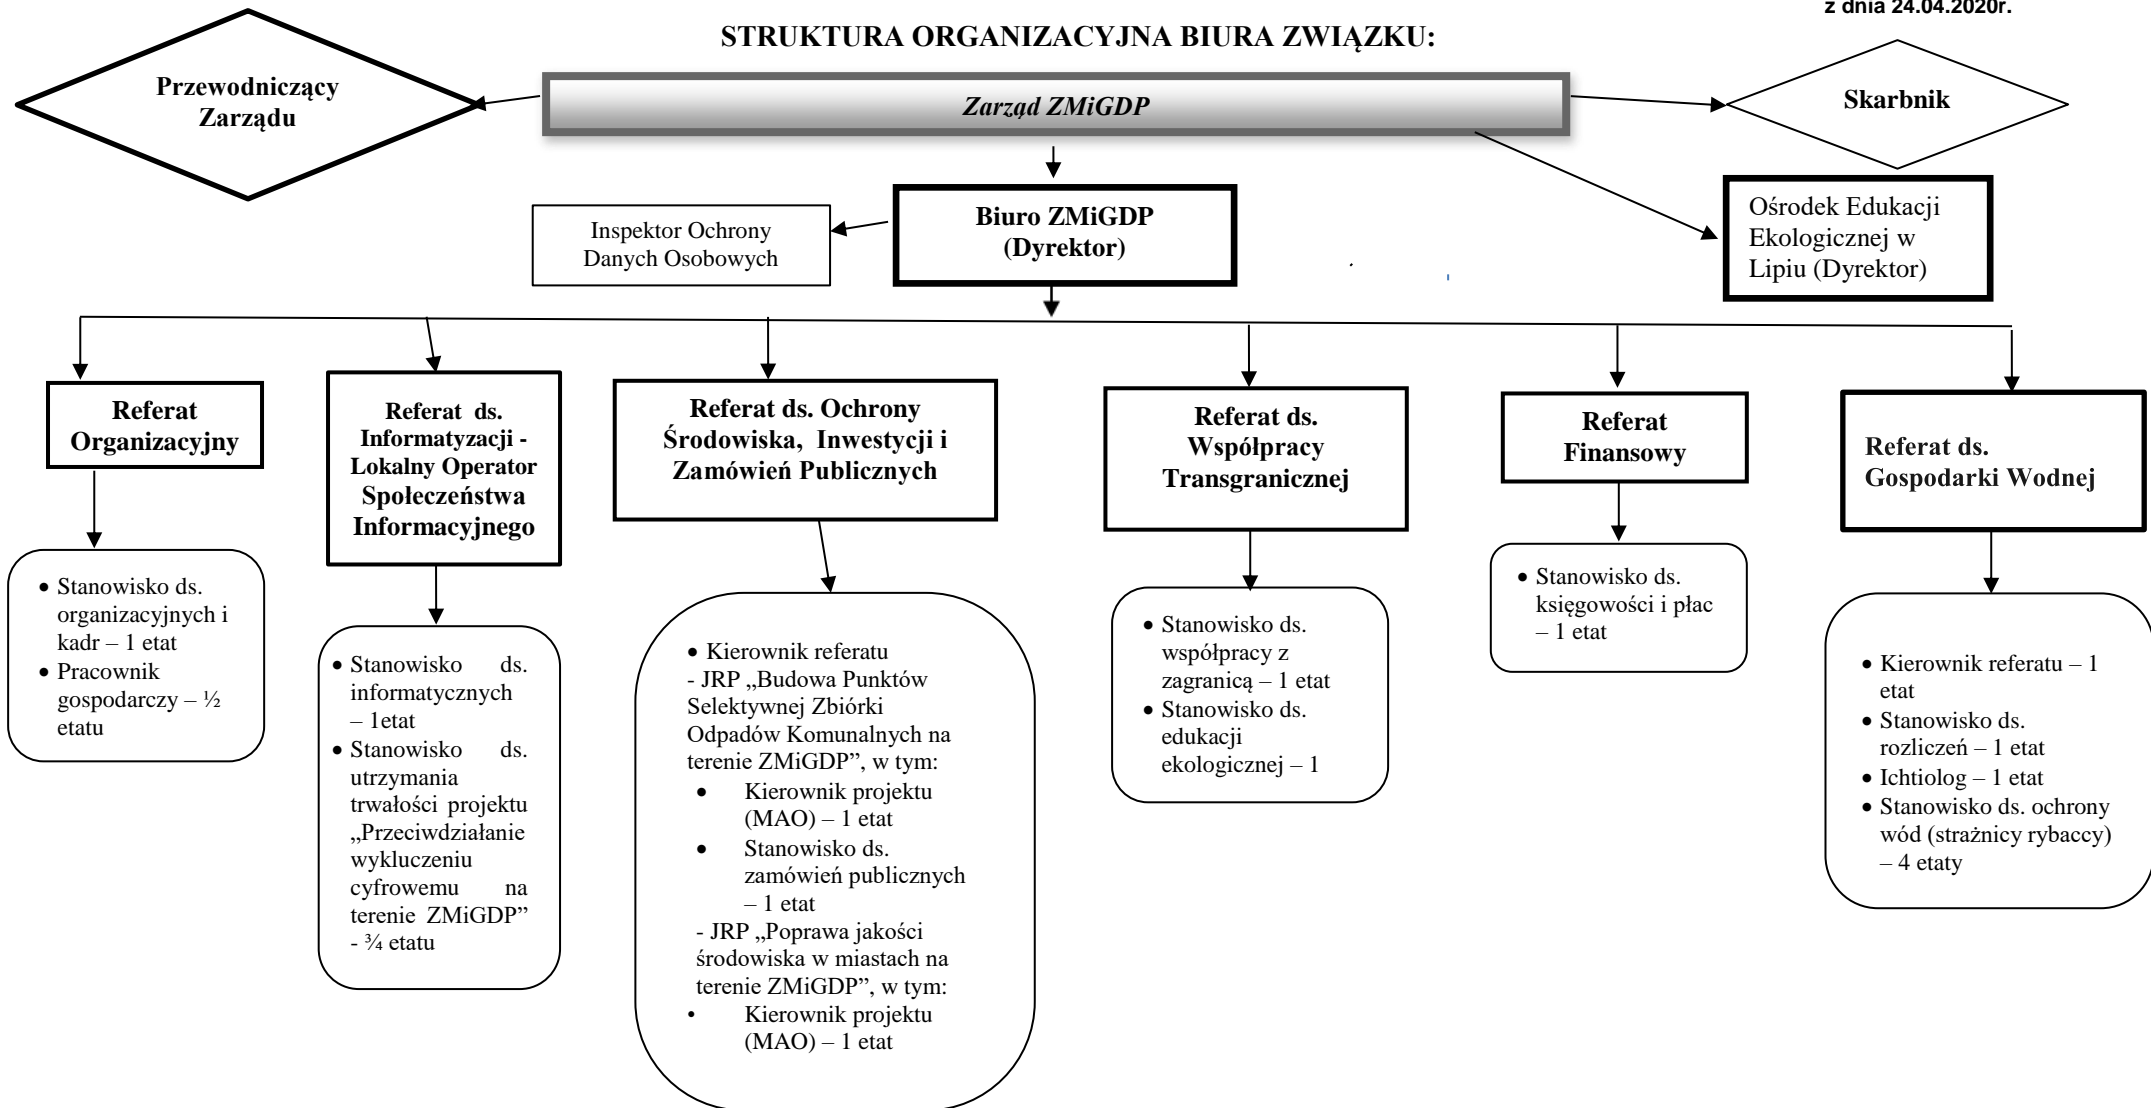 z dnia 24.04.2020r.
STRUKTURA ORGANIZACYJNA BIURA ZWIĄZKU:
Przewodniczący
Zarządu
Zarząd ZMiGDP
Skarbnik
Inspektor Ochrony
Danych Osobowych
Biuro ZMiGDP
(Dyrektor)
Ośrodek Edukacji
Ekologicznej w
Lipiu (Dyrektor)
Referat
Organizacyjny
Referat ds.
Informatyzacji -
Lokalny Operator
Społeczeństwa
Informacyjnego
Referat ds. Ochrony
Środowiska, Inwestycji i
Zamówień Publicznych
Referat ds.
Współpracy
Transgranicznej
Referat
Finansowy
Referat ds.
Gospodarki Wodnej
• Stanowisko ds.
organizacyjnych i
kadr – 1 etat
• Pracownik
gospodarczy – ½
etatu
• Stanowisko ds.
informatycznych
– 1etat
• Stanowisko ds.
utrzymania
trwałości projektu
„Przeciwdziałanie
wykluczeniu
cyfrowemu na
terenie ZMiGDP”
- ¾ etatu
• Kierownik referatu
- JRP „Budowa Punktów
Selektywnej Zbiórki
Odpadów Komunalnych na
terenie ZMiGDP”, w tym:
• Kierownik projektu
(MAO) – 1 etat
• Stanowisko ds.
zamówień publicznych
– 1 etat
- JRP „Poprawa jakości
środowiska w miastach na
terenie ZMiGDP”, w tym:
• Kierownik projektu
(MAO) – 1 etat
• Stanowisko ds.
współpracy z
zagranicą – 1 etat
• Stanowisko ds.
edukacji
ekologicznej – 1
• Stanowisko ds.
księgowości i płac
– 1 etat
• Kierownik referatu – 1
etat
• Stanowisko ds.
rozliczeń – 1 etat
• Ichtiolog – 1 etat
• Stanowisko ds. ochrony
wód (strażnicy rybaccy)
– 4 etaty